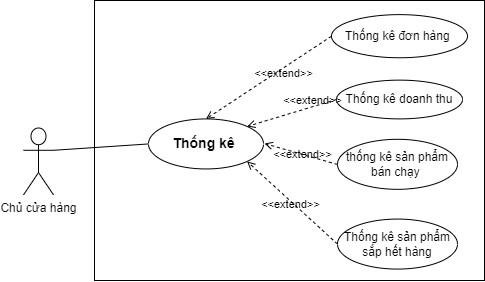 Thống kê đơn hàng
<<extend>>
Thống kê doanh thu
<<extend>>
Thống kê
thống kê sản phẩm
bán chạy
<<extend>>
Chủ cửa hàng
<<extend>>
Thống kê sản phẩm
sắp hết hàng